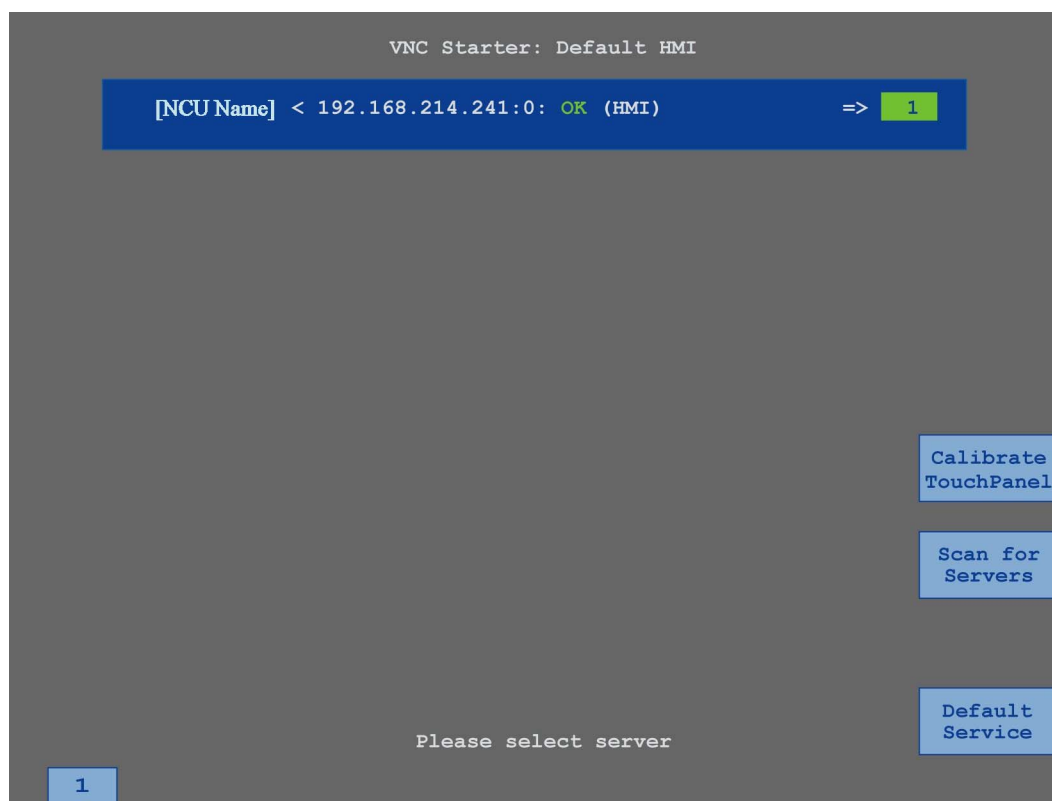 VNC Starter: Default HMI
[NCU Name] < 192.168.214.241:0: OK (HMI) => 1
Calibrate
TouchPanel
Scan for
Servers
Default
Service
Please select server
1